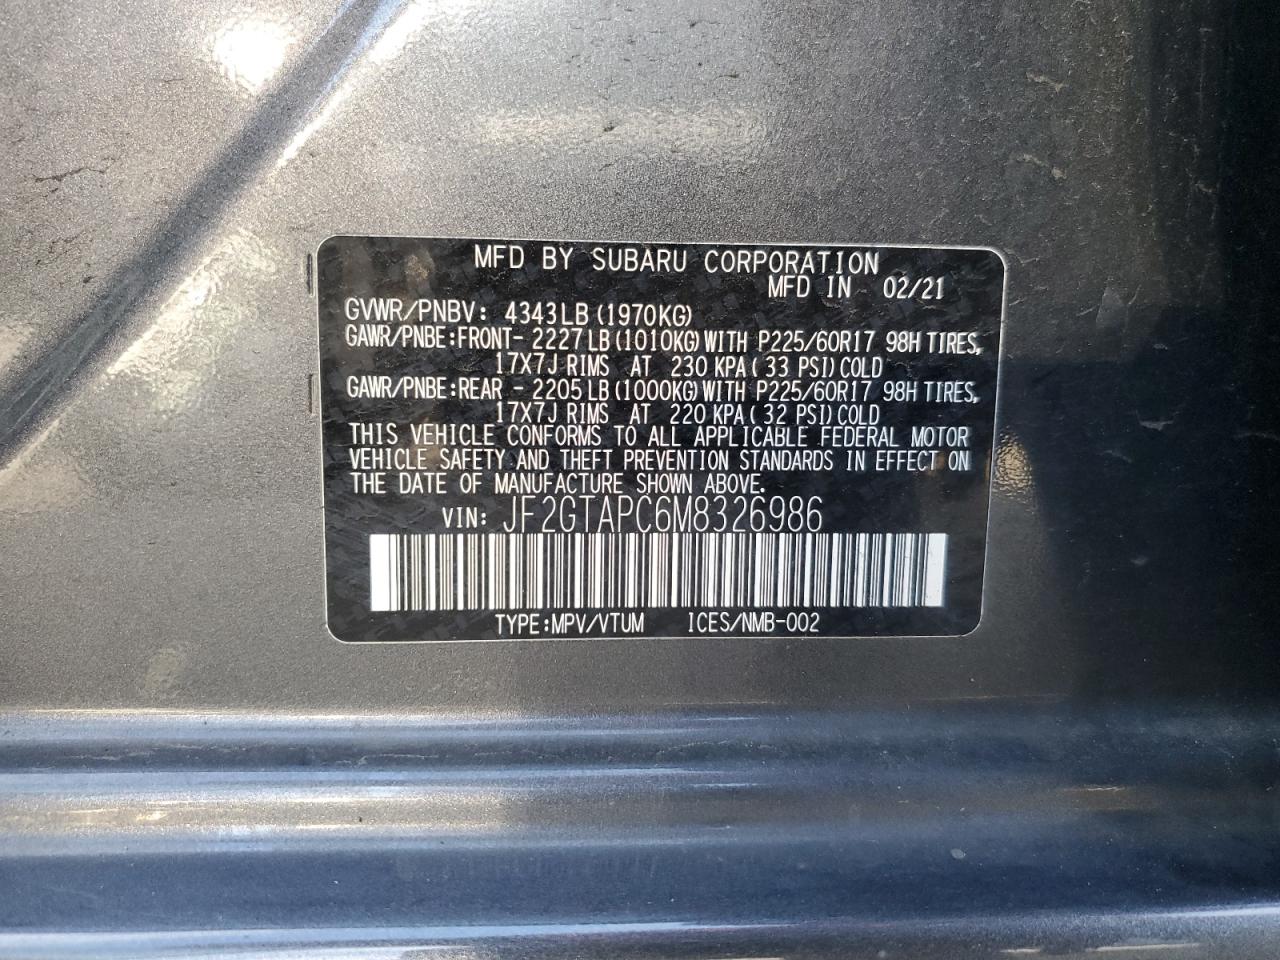 MFD BY SUBARU CORPORATION
MFD IN 02/21
GVWR/PNBV: 4343LB (1970KG)
GAWR/PNBE:FRONT- 2227LB (1010KG) WITH P225/60R17 98H TIRES,
17X7J RIMS AT 230 KPA( 33 PSI) COLD
GAWR/PNBE:REAR - 2205LB (1000KG) WITH P225/60R17 98H TIRES,
17X7J RIMS AT 220 KPA( 32 PSI) COLD
THIS VEHICLE CONFORMS TO ALL APPLICABLE FEDERAL MOTOR
VEHICLE SAFETY AND THEFT PREVENTION STANDARDS IN EFFECT ON
THE DATE OF MANUFACTURE SHOWN ABOVE.
VIN: JF2GTAPC6M8326986
TYPE:MPV/VTUM ICES/NMB-002